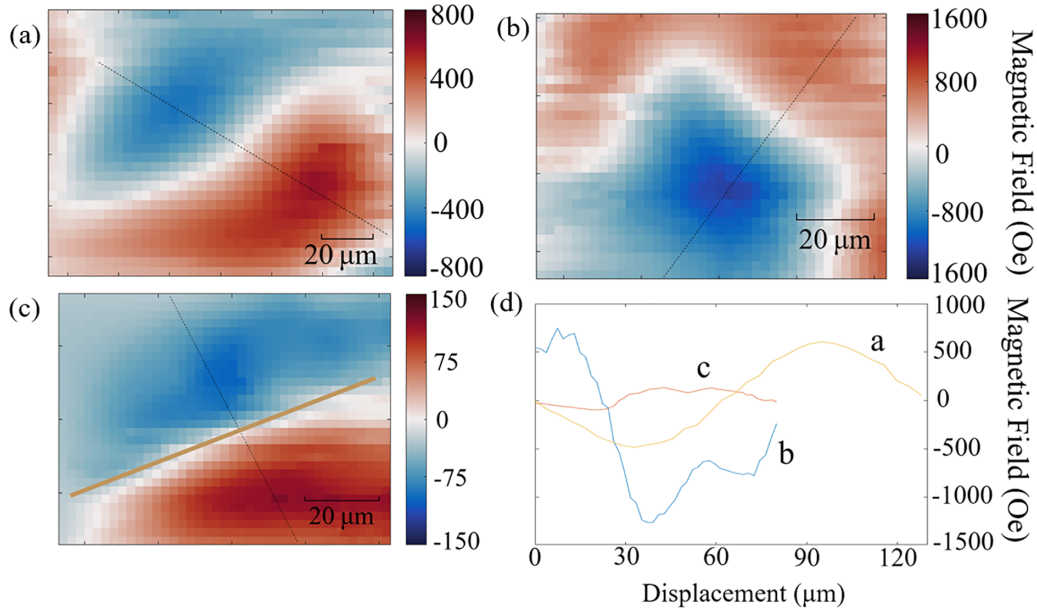 (a)
800
400
0
-400
-800
20 μm
(b)
1600
800
0
-800
1600
20 μm
Magnetic Field (Oe)
(c)
150
75
0
-75
-150
20 μm
(d)
1000
500
0
-500
-1000
-1500
a
c
b
0
30
60
90
120
Displacement (μm)
Magnetic Field (Oe)